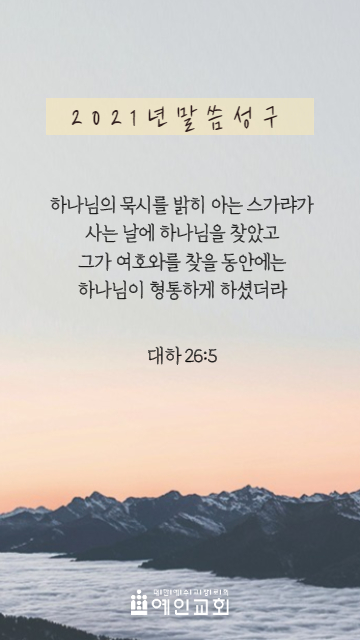 2021년말씀성구
하나님의 묵시를 밝히 아는 스가랴가
사는 날에 하나님을 찾았고
그가 여호와를 찾을 동안에는
하나님이 형통하게 하셨더라
대하 26:5
예인교회